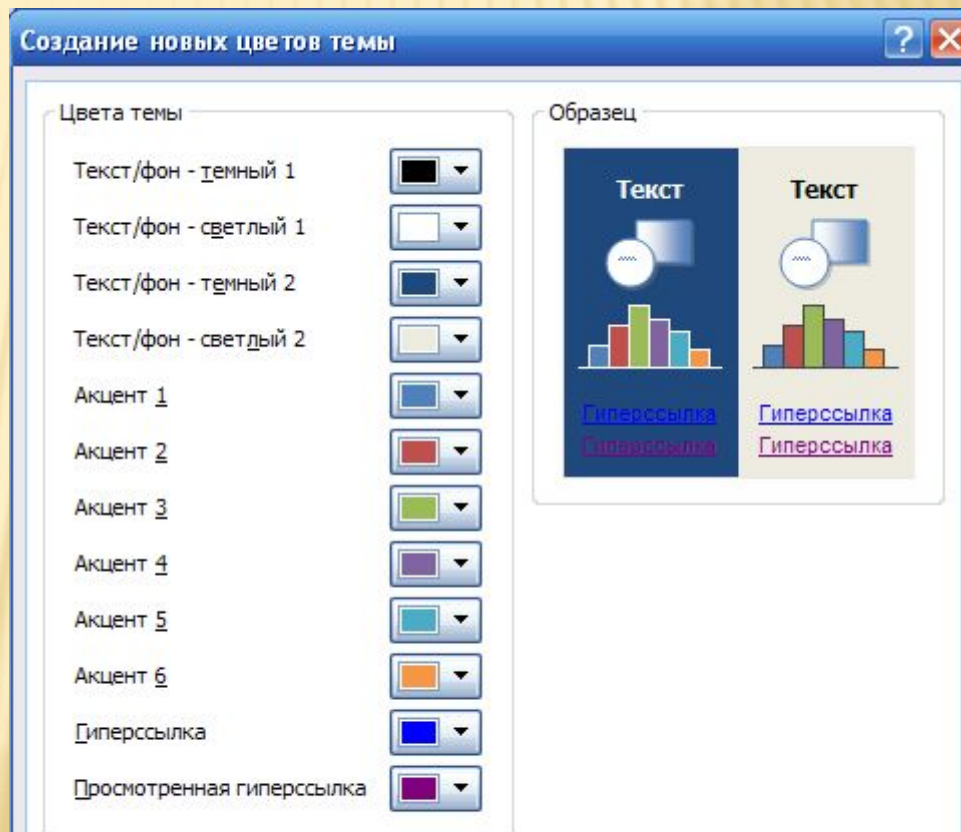 Создание новых цветов темы
Цвета темы
Текст/фон - темный 1
Текст/фон - светлый 1
Текст/фон - темный 2
Текст/фон - светлый 2
Акцент 1
Акцент 2
Акцент 3
Акцент 4
Акцент 5
Акцент 6
Гиперссылка
Просмотренная гиперссылка
Образец
Текст Текст
Гиперссылка Гиперссылка
Гиперссылка Гиперссылка